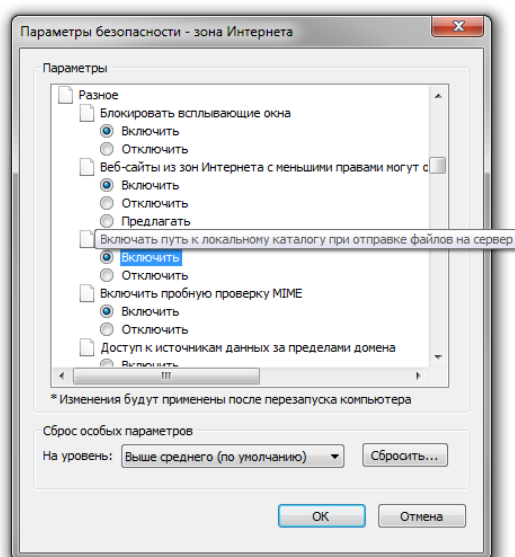 Параметры безопасности - зона Интернета
Параметры
Разное
Блокировать всплывающие окна
Включить
Отключить
Веб-сайты из зон Интернета с меньшими правами могут о
Включить
Отключить
Предлагать
Включать путь к локальному каталогу при отправке файлов на сервер
Включить
Отключить
Включить пробную проверку MIME
Включить
Отключить
Доступ к источникам данных за пределами домена
Включить
* Изменения будут применены после перезапуска компьютера
Сброс особых параметров
На уровень: Выше среднего (по умолчанию) Сбросить...
ОК Отмена